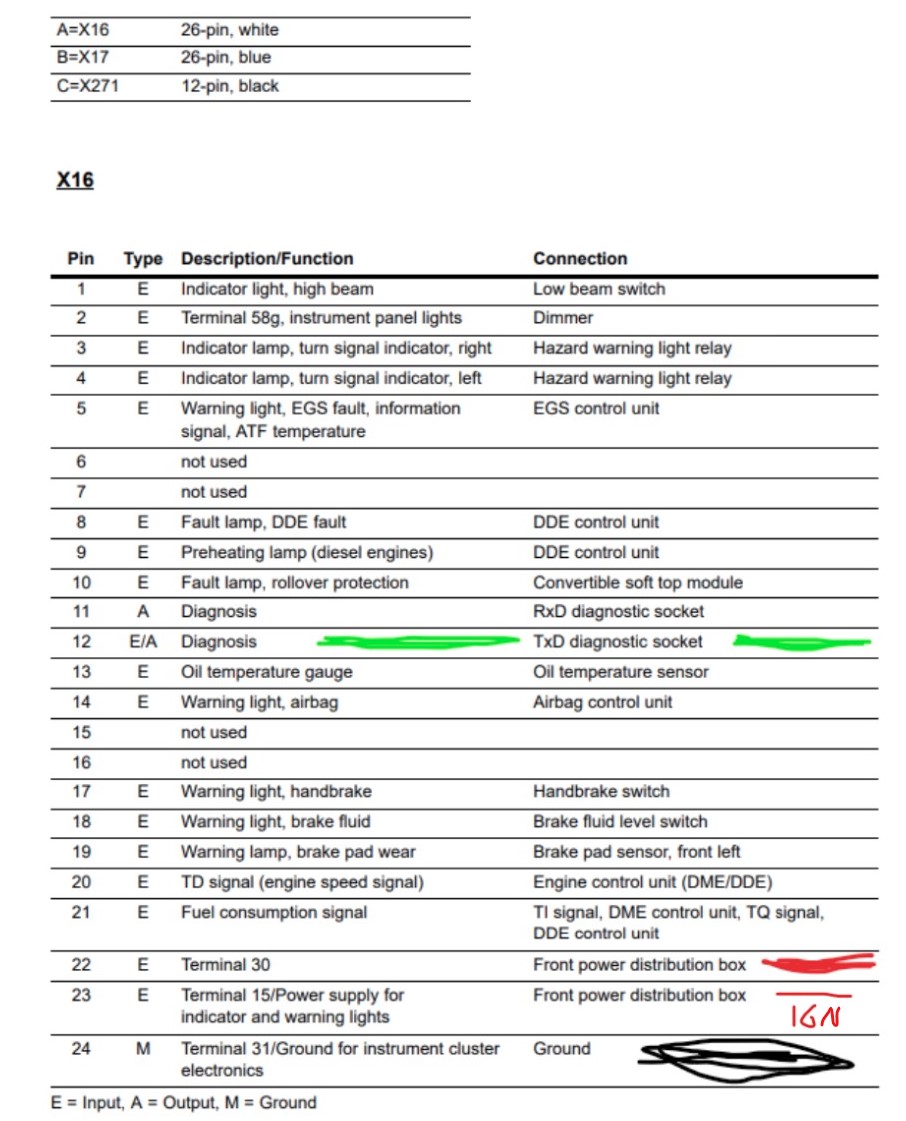 A=X16 26-pin, white
B=X17 26-pin, blue
C=X271 12-pin, black
X16
Pin Type Description/Function Connection
1 E Indicator light, high beam Low beam switch
2 E Terminal 58g, instrument panel lights Dimmer
3 E Indicator lamp, turn signal indicator, right Hazard warning light relay
4 E Indicator lamp, turn signal indicator, left Hazard warning light relay
5 E Warning light, EGS fault, information EGS control unit
signal, ATF temperature
6 not used
7 not used
8 E Fault lamp, DDE fault DDE control unit
9 E Preheating lamp (diesel engines) DDE control unit
10 E Fault lamp, rollover protection Convertible soft top module
11 A Diagnosis RxD diagnostic socket
12 E/A Diagnosis TxD diagnostic socket
13 E Oil temperature gauge Oil temperature sensor
14 E Warning light, airbag Airbag control unit
15 not used
16 not used
17 E Warning light, handbrake Handbrake switch
18 E Warning light, brake fluid Brake fluid level switch
19 E Warning lamp, brake pad wear Brake pad sensor, front left
20 E TD signal (engine speed signal) Engine control unit (DME/DDE)
21 E Fuel consumption signal TI signal, DME control unit, TQ signal,
DDE control unit
22 E Terminal 30 Front power distribution box
23 E Terminal 15/Power supply for Front power distribution box
indicator and warning lights IGN
24 M Terminal 31/Ground for instrument cluster Ground
electronics
E = Input, A = Output, M = Ground